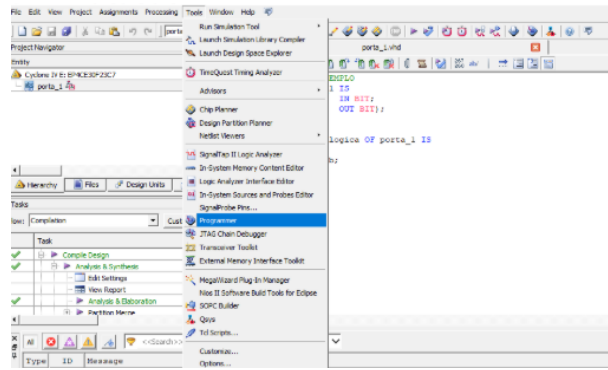 File Edit View Project Assignments Processing Tools Window Help
porta
Project Navigator
Entity
Cyclone IV E: EP4CE30F23C7
porta_1
Hierarchy Files Design Units
Tasks
Flow: Compilation Cust
Task
Compile Design
Analysis & Synthesis
Edit Settings
View Report
Analysis & Elaboration
Partition Merge
Run Simulation Tool
Launch Simulation Library Compiler
Launch Design Space Explorer
TimeQuest Timing Analyzer
Advisors
Chip Planner
Design Partition Planner
Netlist Viewers
SignalTap II Logic Analyzer
In-System Memory Content Editor
Logic Analyzer Interface Editor
In-System Sources and Probes Editor
SignalProbe Pins...
Programmer
JTAG Chain Debugger
Transceiver Toolkit
External Memory Interface Toolkit
MegaWizard Plug-In Manager
Nios II Software Build Tools for Eclipse
SOPC Builder
Qsys
Tcl Scripts...
Customize...
Options...
porta_1.vhd
EMPLO
1 IS
IN BIT;
OUT BIT);
logica OF porta_1 IS
b;
All <<Search>>
Type ID Message